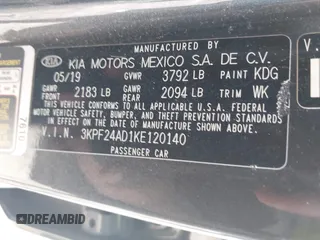 MANUFACTURED BY
KIA KIA MOTORS MEXICO S.A. DE C.V.
05/19 GVWR 3792 LB PAINT KDG
GAWR FRONT 2183 LB GAWR REAR 2094 LB TRIM WK
THIS VEHICLE CONFORMS TO ALL APPLICABLE U.S. FEDERAL MOTOR VEHICLE
SAFETY, BUMPER, AND THEFT PREVENTION STANDARDS IN
EFFECT ON THE DATE OF MANUFACTURE SHOWN ABOVE.
V.I.N. 3KPF24AD1KE120140
PASSENGER CAR
V.
DREAMBID